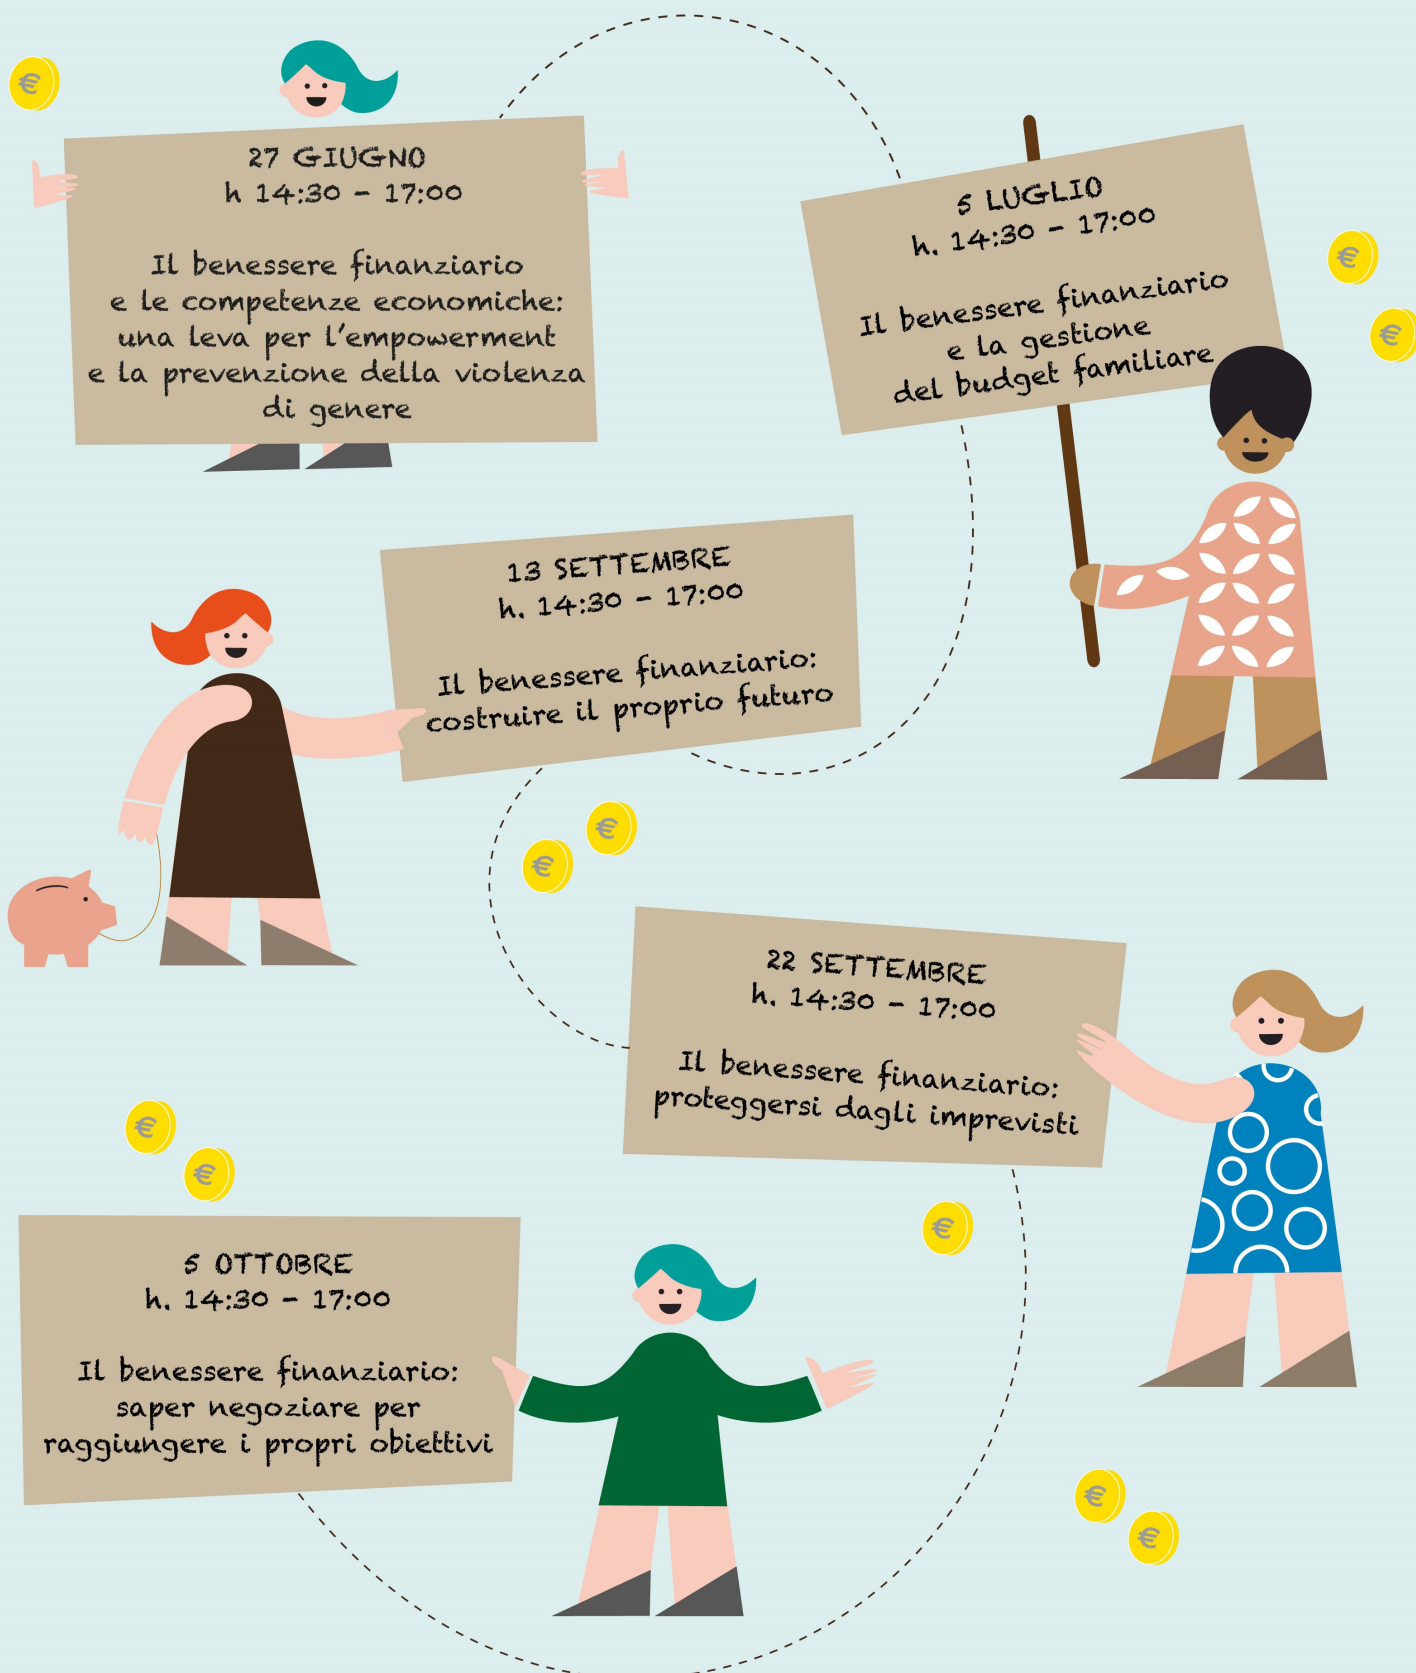 27 GIUGNO
h 14:30 - 17:00
Il benessere finanziario
e le competenze economiche:
una leva per l'empowerment
e la prevenzione della violenza
di genere
5 LUGLIO
h. 14:30 - 17:00
Il benessere finanziario
e la gestione
del budget familiare
13 SETTEMBRE
h. 14:30 - 17:00
Il benessere finanziario:
costruire il proprio futuro
22 SETTEMBRE
h. 14:30 - 17:00
Il benessere finanziario:
proteggersi dagli imprevisti
5 OTTOBRE
h. 14:30 - 17:00
Il benessere finanziario:
saper negoziare per
raggiungere i propri obiettivi